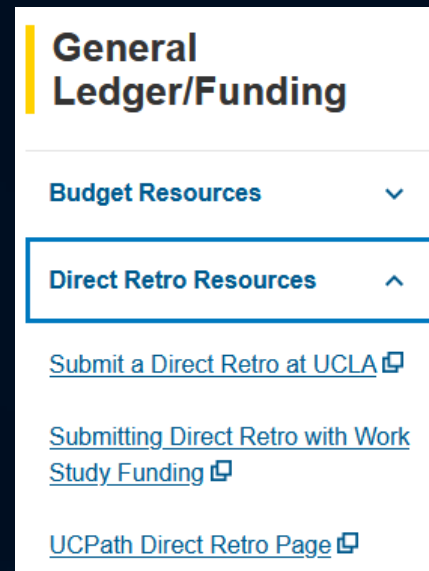 General
Ledger/Funding
Budget Resources
Direct Retro Resources
Submit a Direct Retro at UCLA
Submitting Direct Retro with Work
Study Funding
UCPath Direct Retro Page